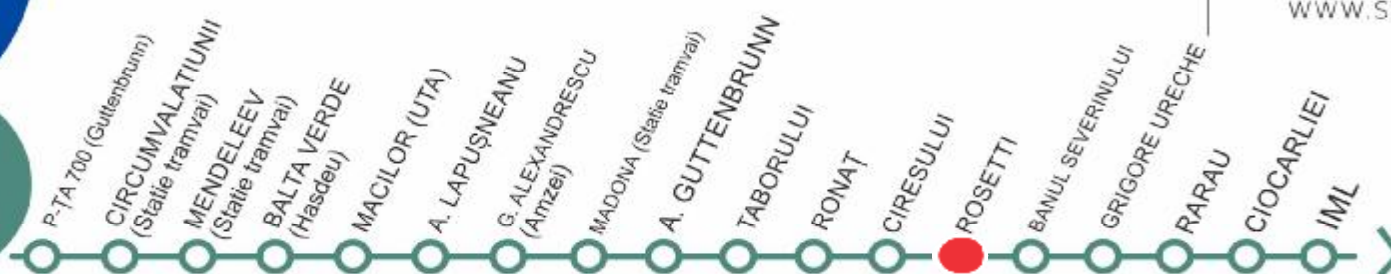 www.s
P-ȚA 700 (Guttenbrunn)
CIRCUMVALATIUNII
(Statie tramvai)
MENDELEEV
(Statie tramvai)
BALTA VERDE
(Hasdeu)
MACILOR (UTA)
A. LAPUȘNEANU
G. ALEXANDRESCU
(Amzei)
MADONA (Statie tramvai)
A. GUTTENBRUNN
TABORULUI
RONAȚ
CIRESULUI
ROSETTI
BANUL SEVERINULUI
GRIGORE URECHE
RARAU
CIOCARLIEI
IML